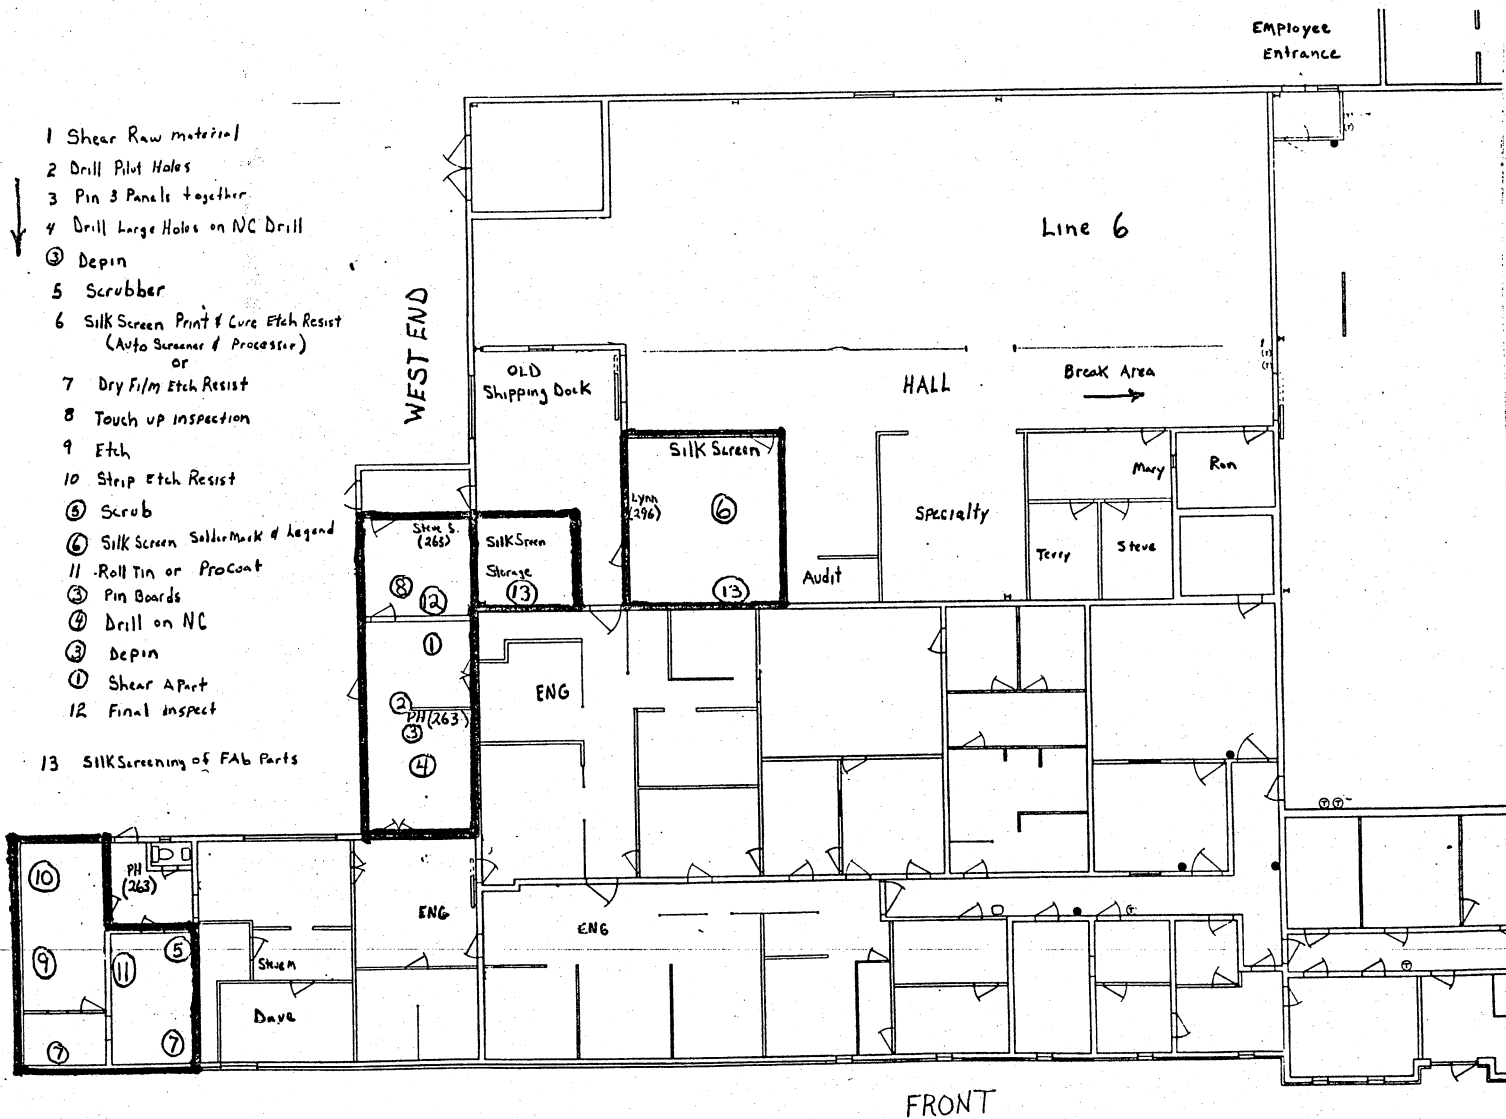 Employee
Entrance
1 Shear Raw material
2 Drill Pilot Holes
3 Pin 3 Panels together
4 Drill Large Holes on NC Drill
③ Depin
5 Scrubber
6 Silk Screen Print & Cure Etch Resist
(Auto Screener & Processer)
or
7 Dry Film Etch Resist
8 Touch up inspection
9 Etch
10 Strip Etch Resist
⑤ Scrub
⑥ Silk Screen SolderMask & Legend
11 Roll Tin or ProCoat
③ Pin Boards
④ Drill on NC
③ Depin
① Shear APart
12 Final inspect
13 SilkScreening of FAb Parts
WEST END
Line 6
OLD
Shipping Dock
HALL
Break Area
Silk Screen
Lynn
(296)
⑥
⑬
Specialty
Audit
Mary
Ron
Terry
Steve
Steve S.
(263)
⑧
⑫
SilkSreen
Storage
⑬
①
②
PH(263)
③
④
ENG
⑩
PH
(263)
⑨
⑪
⑤
⑦
⑦
Steve M
Dave
ENG
ENG
FRONT